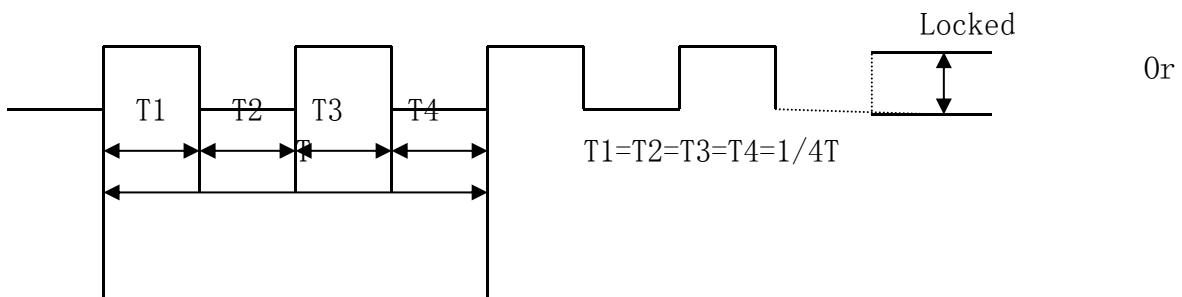 Locked
Or
T1 T2 T3 T4
T
T1=T2=T3=T4=1/4T